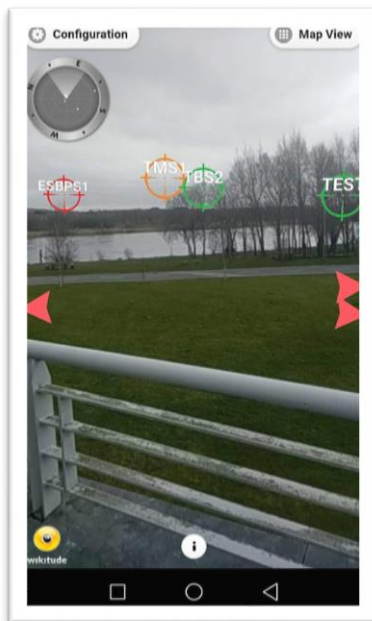 Configuration
Map View
E
N
S
W
ESBPS1
TMS1
TBS2
TEST
i
wikitude